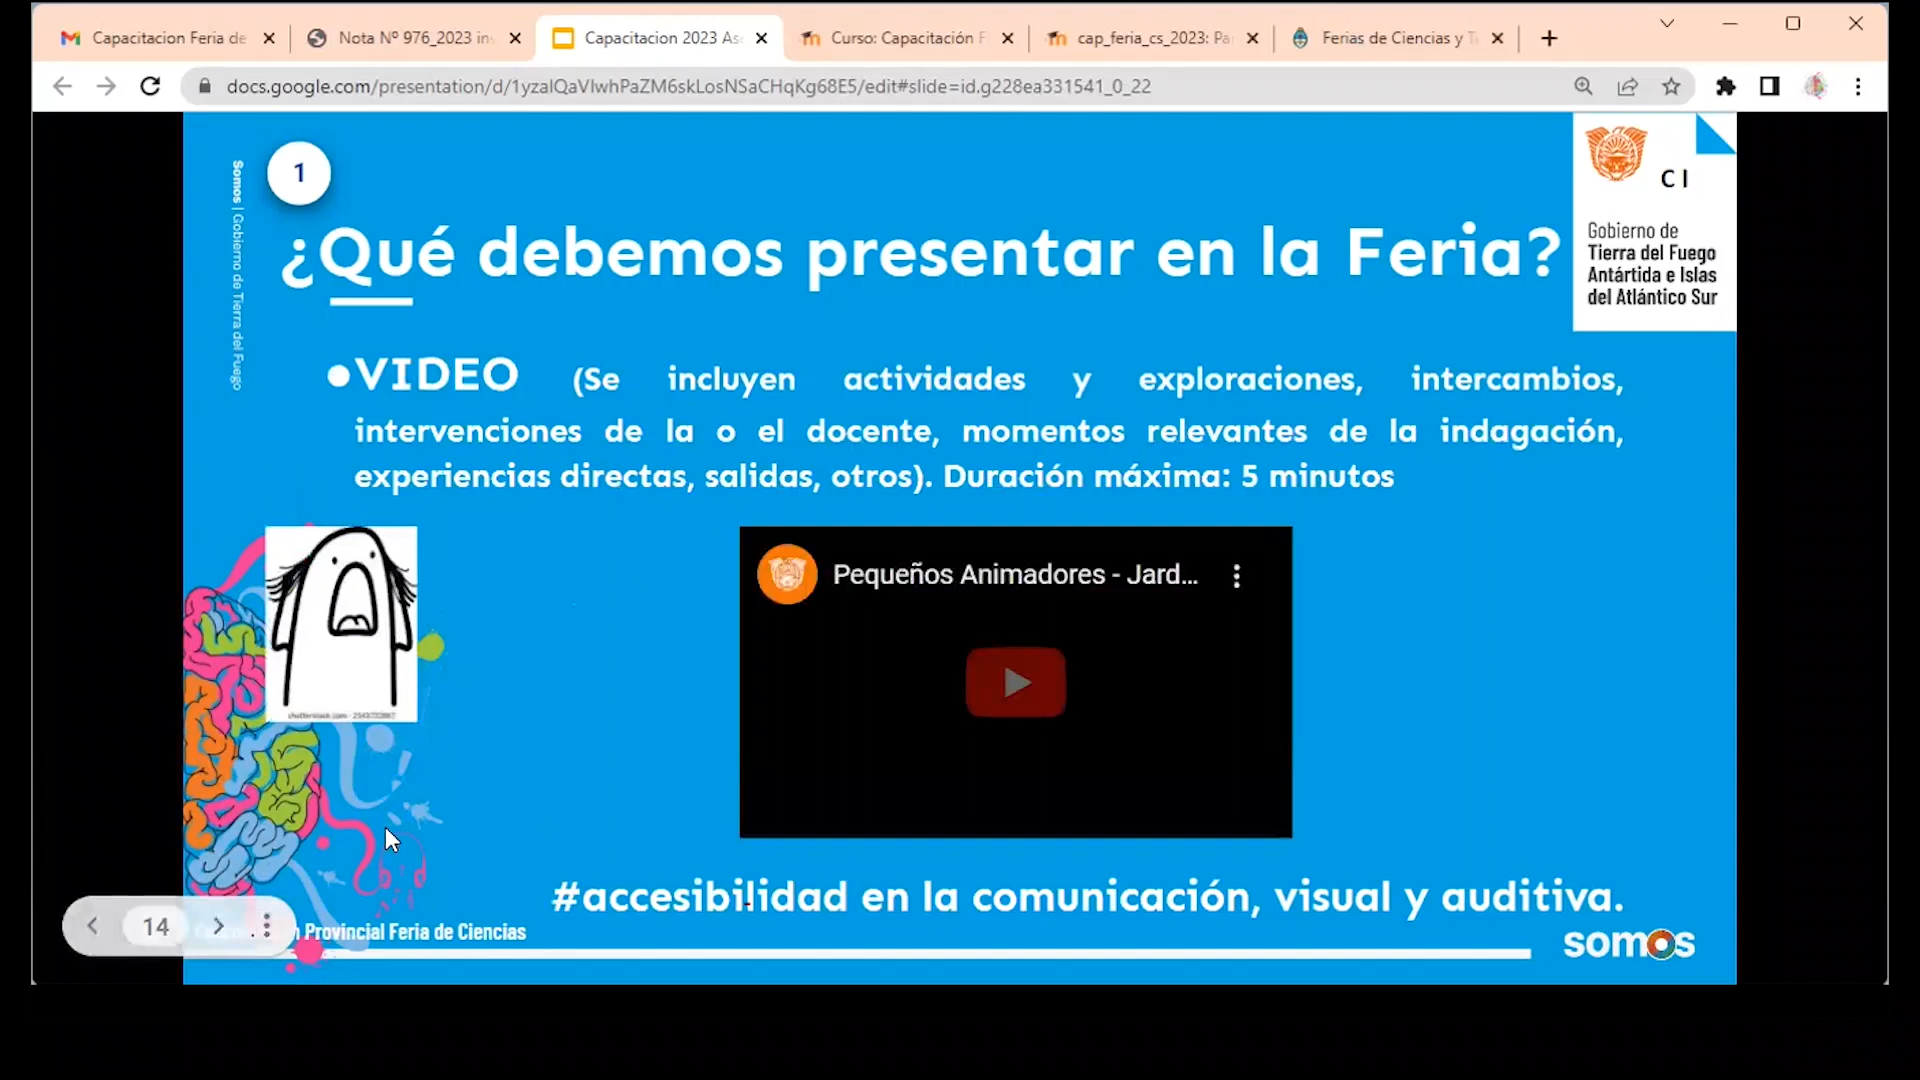 Capacitacion Feria de
Nota Nº 976_2023 in
Capacitacion 2023 As
Curso: Capacitación F
cap_feria_cs_2023: Pa
Ferias de Ciencias y T
docs.google.com/presentation/d/1yzalQaVlwhPaZM6skLosNSaCHqKg68E5/edit#slide=id.g228ea331541_0_22
1
Somos | Gobierno de Tierra del Fuego
C I
Gobierno de
Tierra del Fuego
Antártida e Islas
del Atlántico Sur
¿Qué debemos presentar en la Feria?
VIDEO (Se incluyen actividades y exploraciones, intercambios,
intervenciones de la o el docente, momentos relevantes de la indagación,
experiencias directas, salidas, otros). Duración máxima: 5 minutos
Pequeños Animadores - Jard...
#accesibilidad en la comunicación, visual y auditiva.
14
Provincial Feria de Ciencias
somos